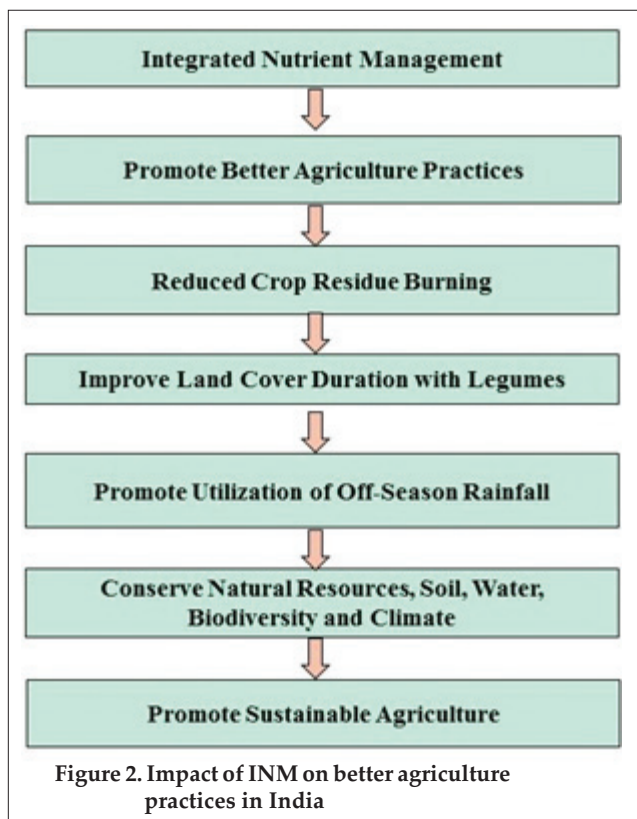 Integrated Nutrient Management
Promote Better Agriculture Practices
Reduced Crop Residue Burning
Improve Land Cover Duration with Legumes
Promote Utilization of Off-Season Rainfall
Conserve Natural Resources, Soil, Water,
Biodiversity and Climate
Promote Sustainable Agriculture
Figure 2. Impact of INM on better agriculture
practices in India